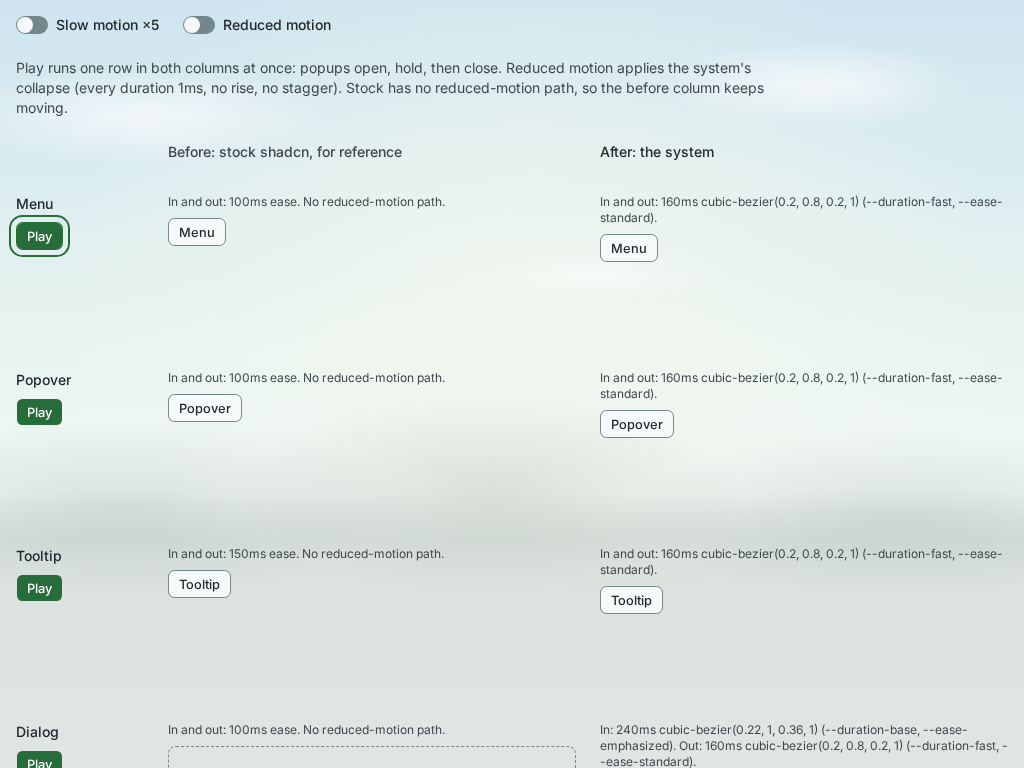 Slow motion ×5
Reduced motion
Play runs one row in both columns at once: popups open, hold, then close. Reduced motion applies the system's
collapse (every duration 1ms, no rise, no stagger). Stock has no reduced-motion path, so the before column keeps
moving.
Before: stock shadcn, for reference
After: the system
Menu
Play
In and out: 100ms ease. No reduced-motion path.
Menu
In and out: 160ms cubic-bezier(0.2, 0.8, 0.2, 1) (--duration-fast, --ease-
standard).
Menu
Popover
Play
In and out: 100ms ease. No reduced-motion path.
Popover
In and out: 160ms cubic-bezier(0.2, 0.8, 0.2, 1) (--duration-fast, --ease-
standard).
Popover
Tooltip
Play
In and out: 150ms ease. No reduced-motion path.
Tooltip
In and out: 160ms cubic-bezier(0.2, 0.8, 0.2, 1) (--duration-fast, --ease-
standard).
Tooltip
Dialog
Play
In and out: 100ms ease. No reduced-motion path.
In: 240ms cubic-bezier(0.22, 1, 0.36, 1) (--duration-base, --ease-
emphasized). Out: 160ms cubic-bezier(0.2, 0.8, 0.2, 1) (--duration-fast, -
-ease-standard).